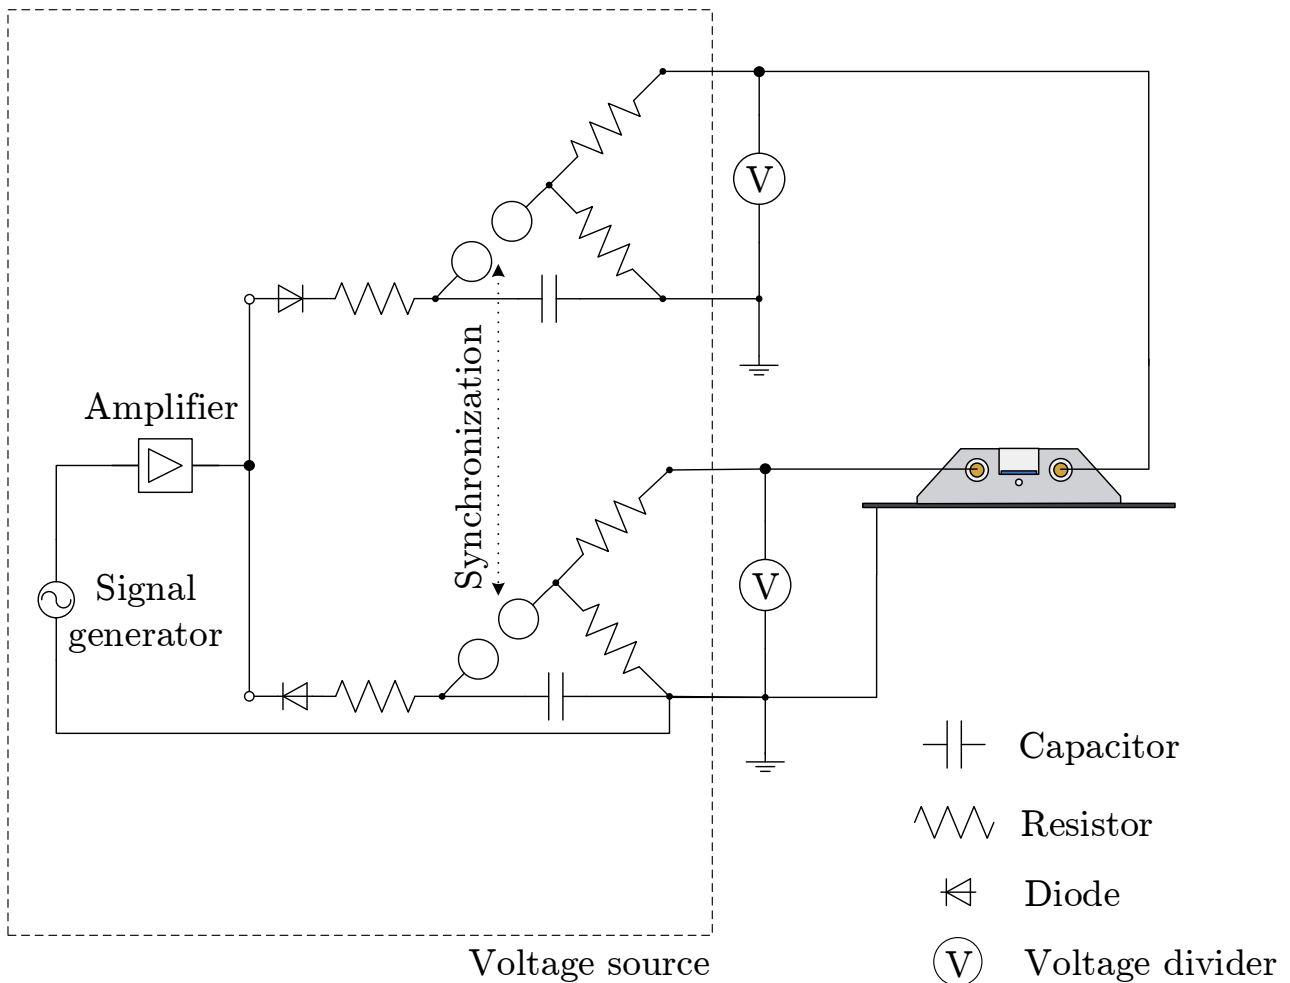 V
Amplifier
Synchronization
Signal
generator
V
Capacitor
Resistor
Diode
V Voltage divider
Voltage source